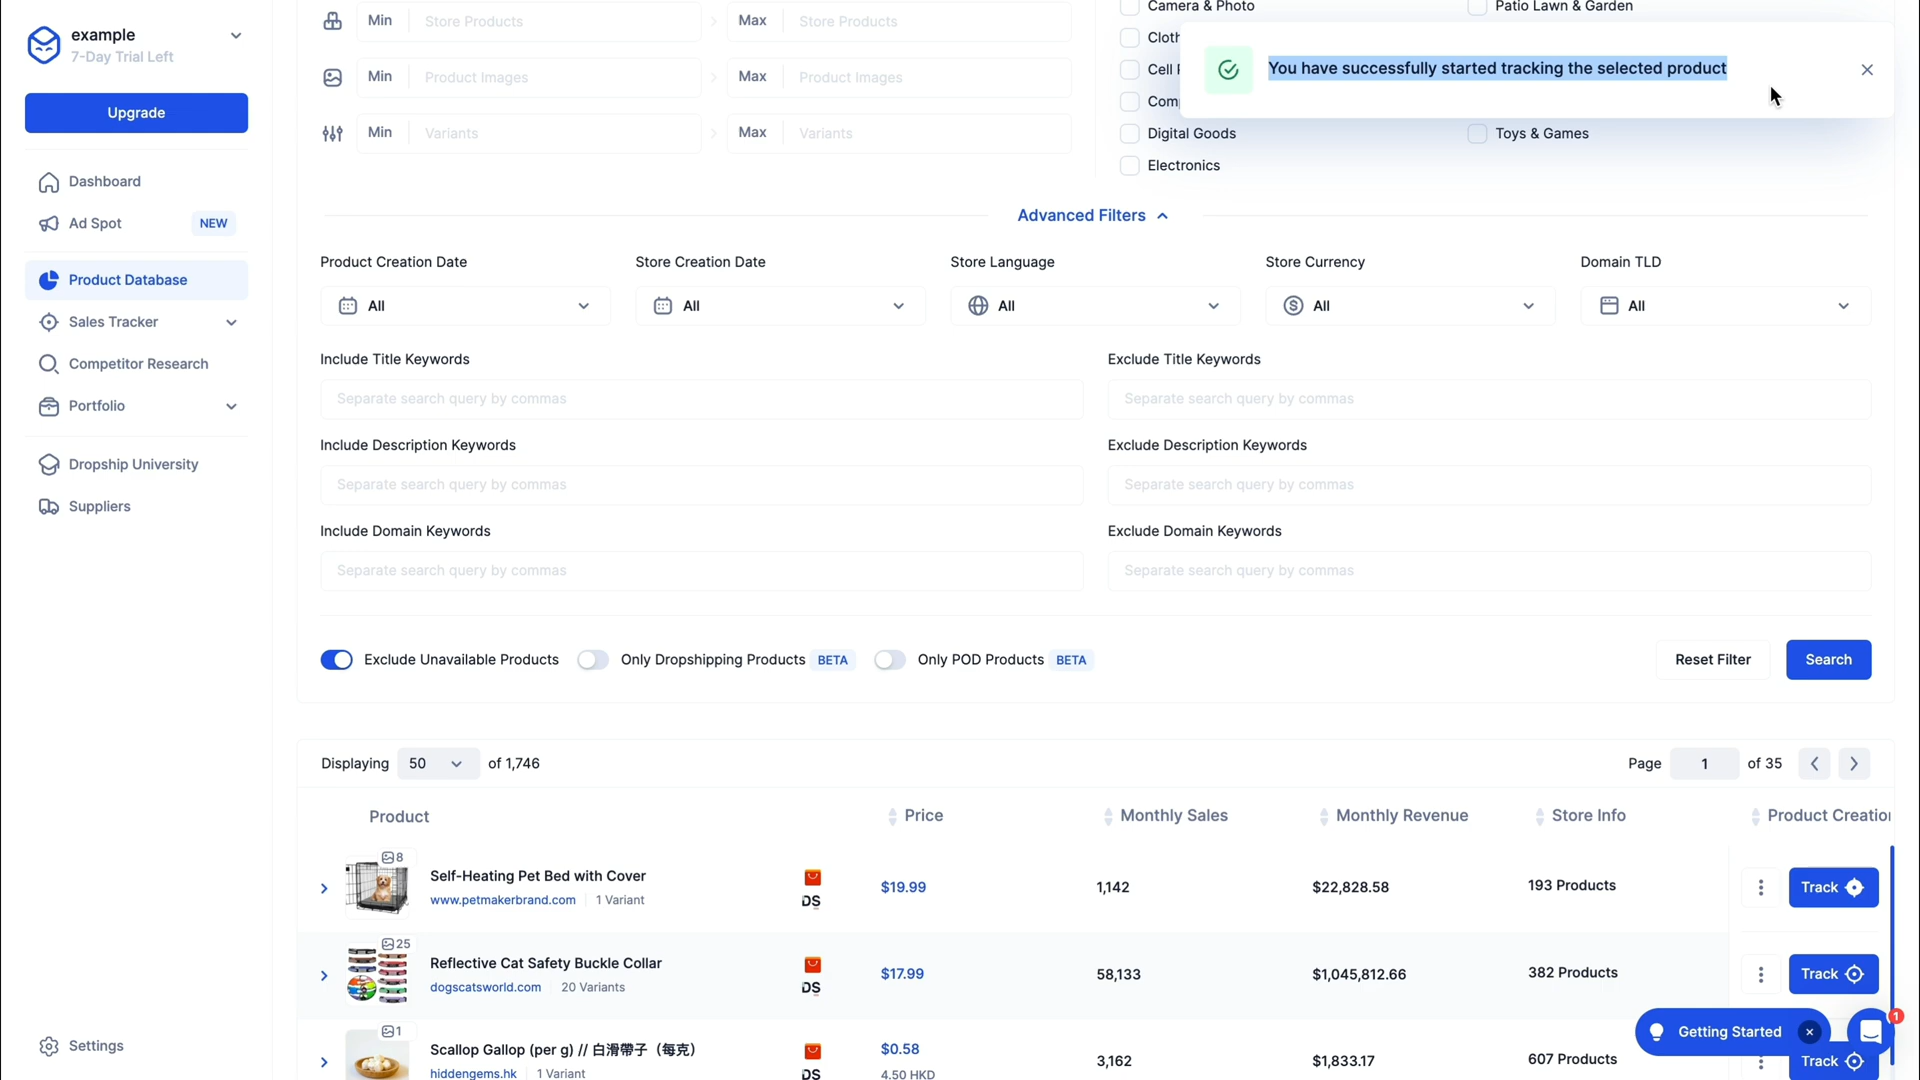 example
7-Day Trial Left
Upgrade
Dashboard
Ad Spot NEW
Product Database
Sales Tracker
Competitor Research
Portfolio
Dropship University
Suppliers
Settings
Min Store Products Max Store Products
Min Product Images Max Product Images
Min Variants Max Variants
Camera & Photo Patio Lawn & Garden
Digital Goods Toys & Games
Electronics
You have successfully started tracking the selected product
Advanced Filters
Product Creation Date Store Creation Date Store Language Store Currency Domain TLD
All All All All All
Include Title Keywords Exclude Title Keywords
Separate search query by commas Separate search query by commas
Include Description Keywords Exclude Description Keywords
Separate search query by commas Separate search query by commas
Include Domain Keywords Exclude Domain Keywords
Separate search query by commas Separate search query by commas
Exclude Unavailable Products Only Dropshipping Products BETA Only POD Products BETA Reset Filter Search
Displaying 50 of 1,746 Page 1 of 35
Product Price Monthly Sales Monthly Revenue Store Info Product Creation
8
Self-Heating Pet Bed with Cover
www.petmakerbrand.com 1 Variant
DS
$19.99 1,142 $22,828.58 193 Products Track
25
Reflective Cat Safety Buckle Collar
dogscatsworld.com 20 Variants
DS
$17.99 58,133 $1,045,812.66 382 Products Track
1
Scallop Gallop (per g) // 白滑帶子（每克）
hiddengems.hk 1 Variant
DS
$0.58
4.50 HKD
3,162 $1,833.17 607 Products Track
Getting Started
1